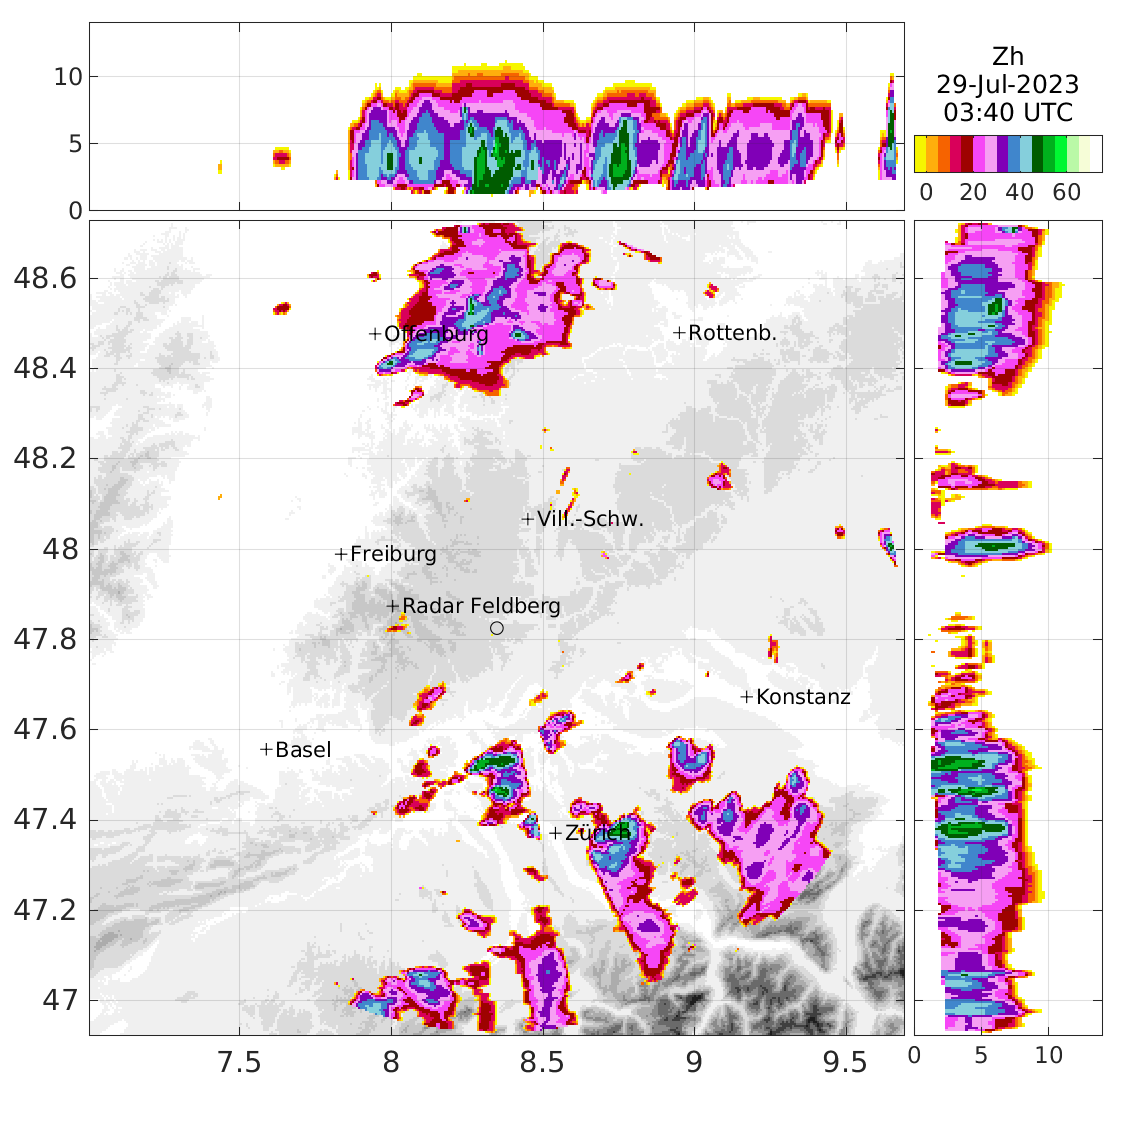 10
5
0
Zh
29-Jul-2023
03:40 UTC
0 20 40 60
48.6
48.4
48.2
48
47.8
47.6
47.4
47.2
47
+Offenburg
+Rottenb.
+Vill.-Schw.
+Freiburg
+Radar Feldberg
+Konstanz
+Basel
+Zürich
7.5 8 8.5 9 9.5
0 5 10